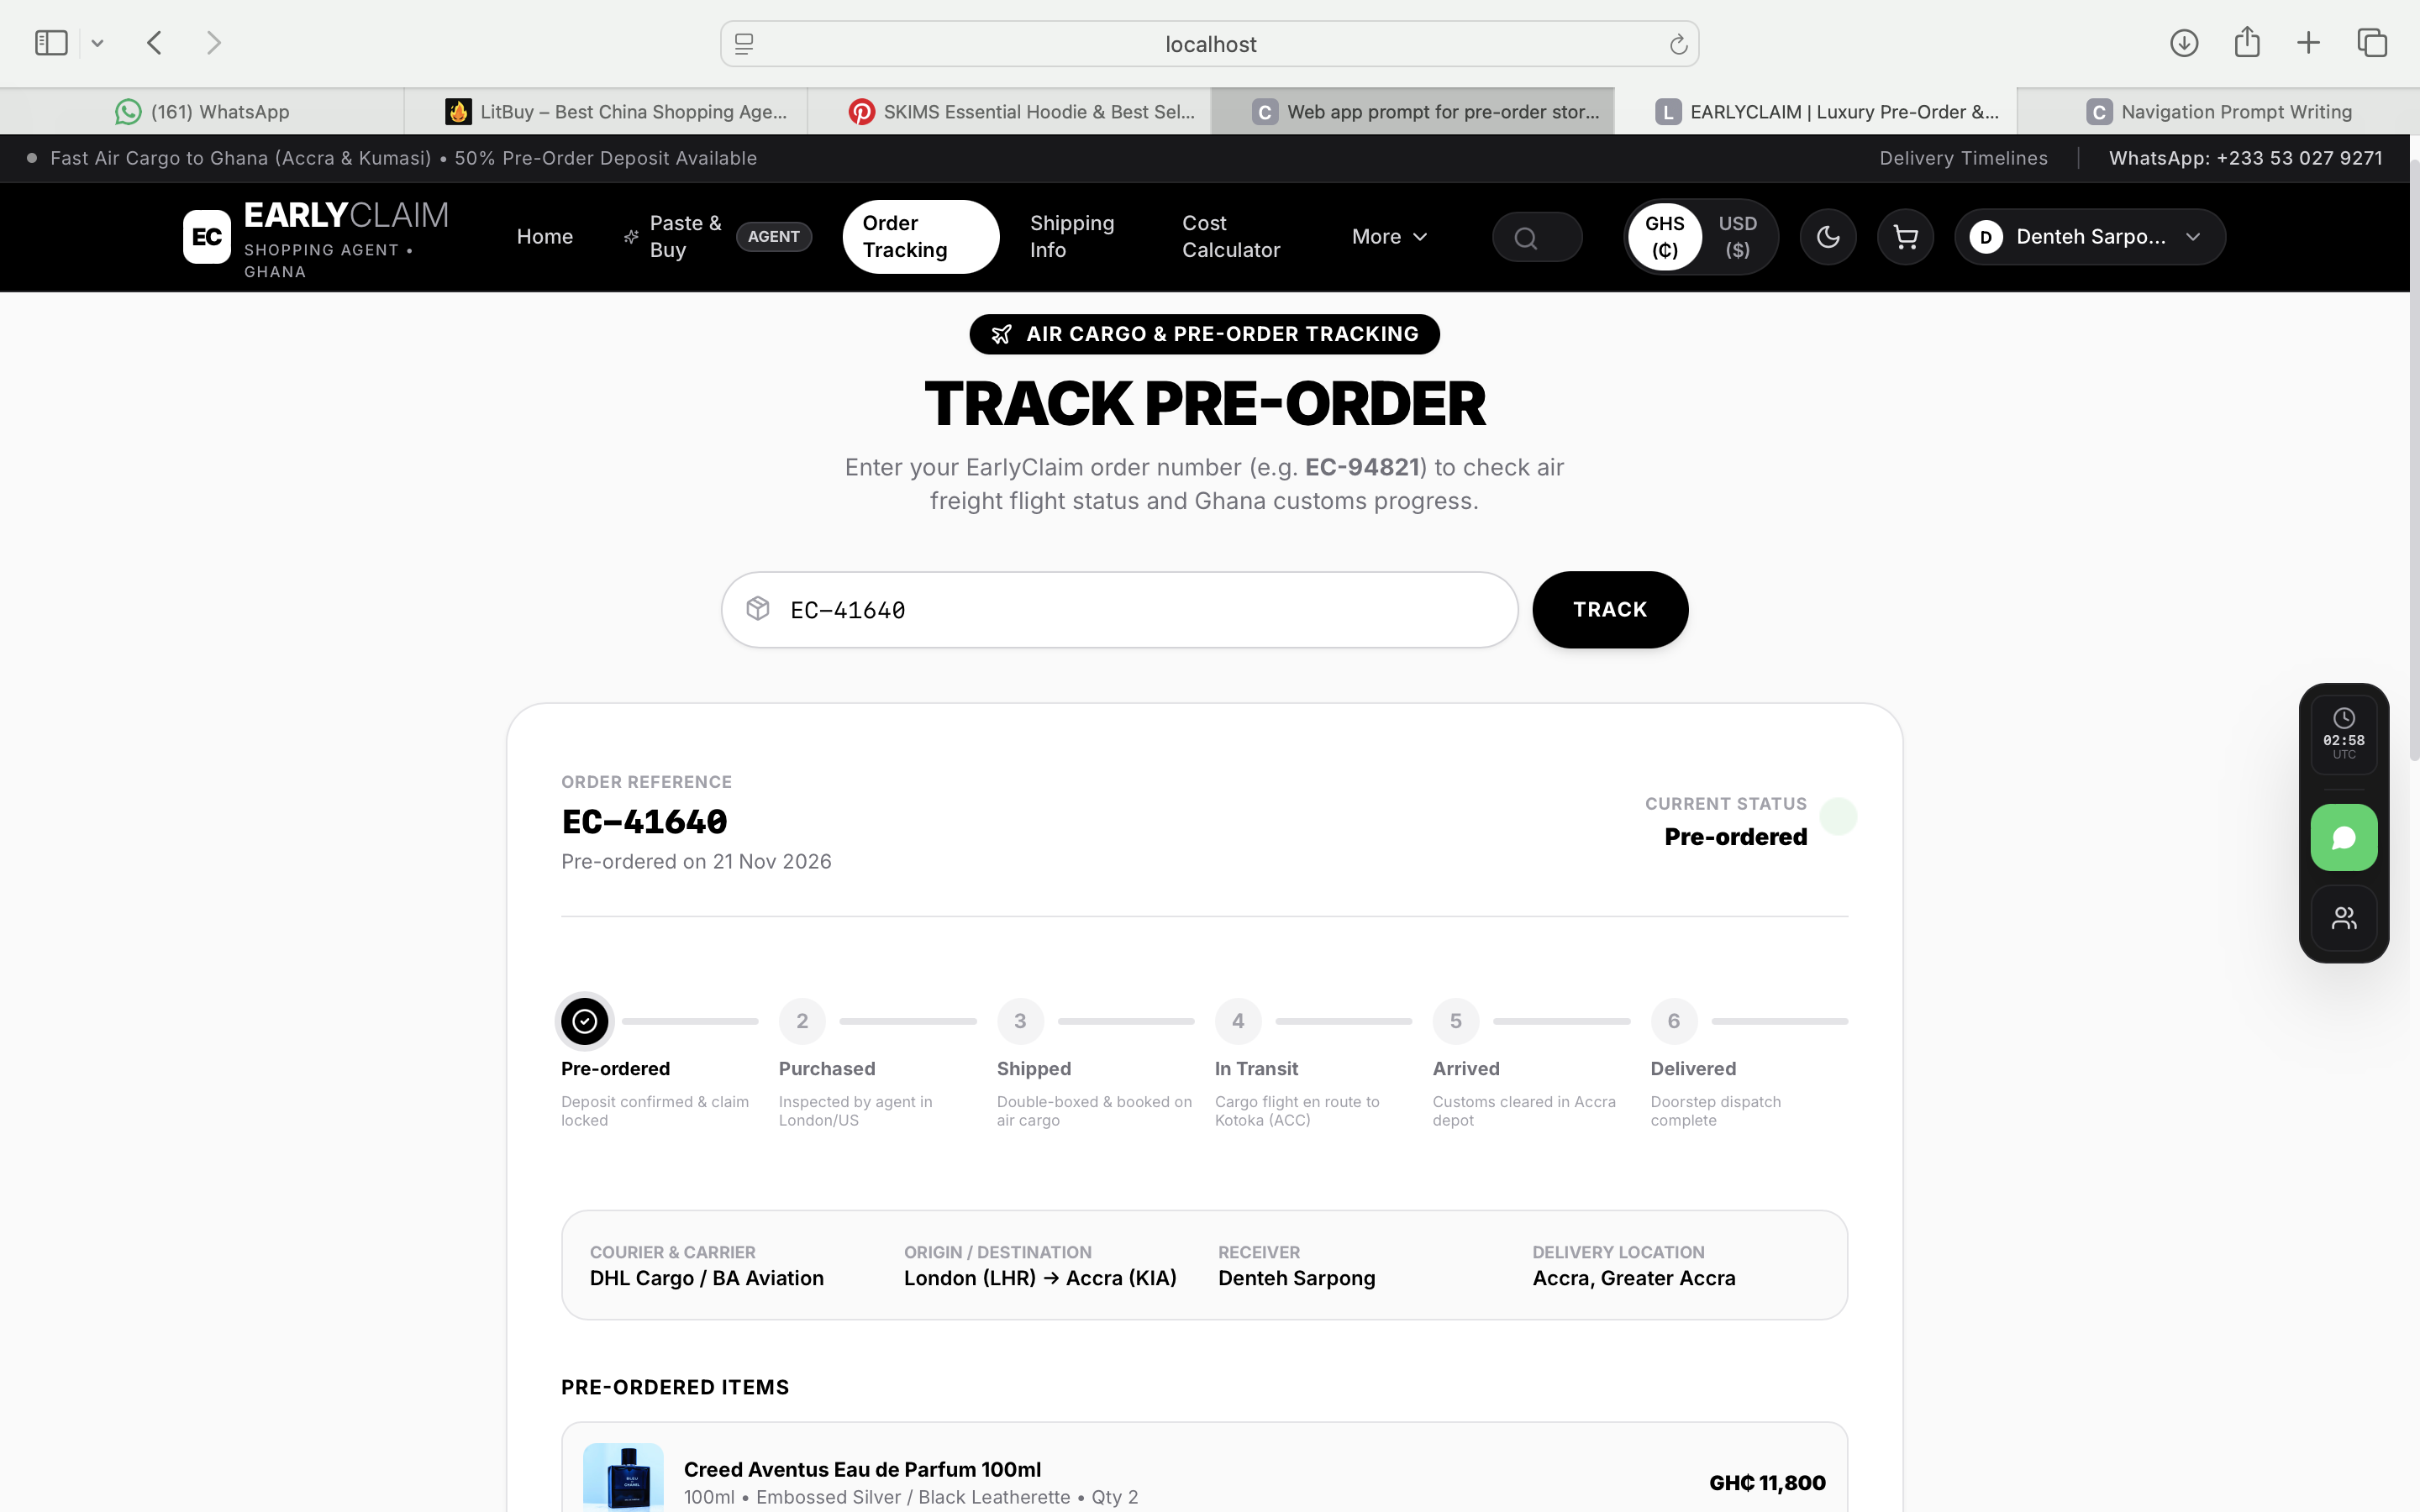 localhost
(161) WhatsApp
LitBuy – Best China Shopping Age...
SKIMS Essential Hoodie & Best Sel...
C Web app prompt for pre-order stor...
L EARLYCLAIM | Luxury Pre-Order &...
C Navigation Prompt Writing
Fast Air Cargo to Ghana (Accra & Kumasi) • 50% Pre-Order Deposit Available
Delivery Timelines
WhatsApp: +233 53 027 9271
EC
EARLYCLAIM
SHOPPING AGENT •
GHANA
Home
Paste &
Buy
AGENT
Order
Tracking
Shipping
Info
Cost
Calculator
More
GHS
(₵)
USD
($)
D
Denteh Sarpo...
AIR CARGO & PRE-ORDER TRACKING
TRACK PRE-ORDER
Enter your EarlyClaim order number (e.g. EC-94821) to check air
freight flight status and Ghana customs progress.
EC-41640
TRACK
02:58
UTC
ORDER REFERENCE
EC-41640
Pre-ordered on 21 Nov 2026
CURRENT STATUS
Pre-ordered
2
3
4
5
6
Pre-ordered
Deposit confirmed & claim
locked
Purchased
Inspected by agent in
London/US
Shipped
Double-boxed & booked on
air cargo
In Transit
Cargo flight en route to
Kotoka (ACC)
Arrived
Customs cleared in Accra
depot
Delivered
Doorstep dispatch
complete
COURIER & CARRIER
DHL Cargo / BA Aviation
ORIGIN / DESTINATION
London (LHR) → Accra (KIA)
RECEIVER
Denteh Sarpong
DELIVERY LOCATION
Accra, Greater Accra
PRE-ORDERED ITEMS
Creed Aventus Eau de Parfum 100ml
100ml • Embossed Silver / Black Leatherette • Qty 2
GH₵ 11,800